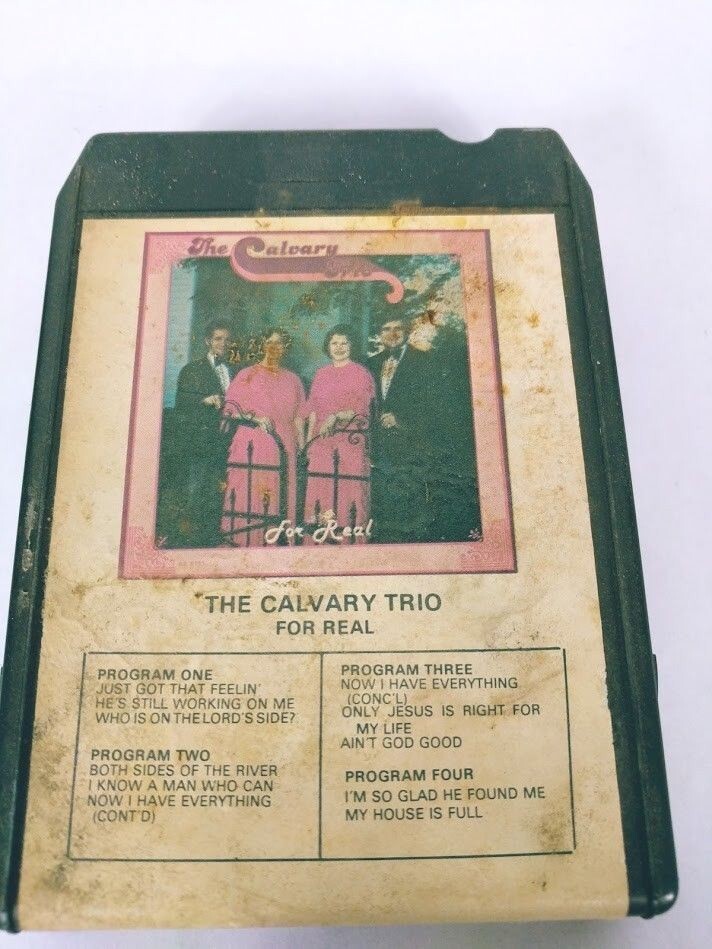 The Calvary
Trio
For Real
THE CALVARY TRIO
FOR REAL
PROGRAM ONE
JUST GOT THAT FEELIN'
HE'S STILL WORKING ON ME
WHO IS ON THE LORD'S SIDE?
PROGRAM TWO
BOTH SIDES OF THE RIVER
I KNOW A MAN WHO CAN
NOW I HAVE EVERYTHING
(CONT'D)
PROGRAM THREE
NOW I HAVE EVERYTHING
(CONC'L)
ONLY JESUS IS RIGHT FOR
MY LIFE
AIN'T GOD GOOD
PROGRAM FOUR
I'M SO GLAD HE FOUND ME
MY HOUSE IS FULL